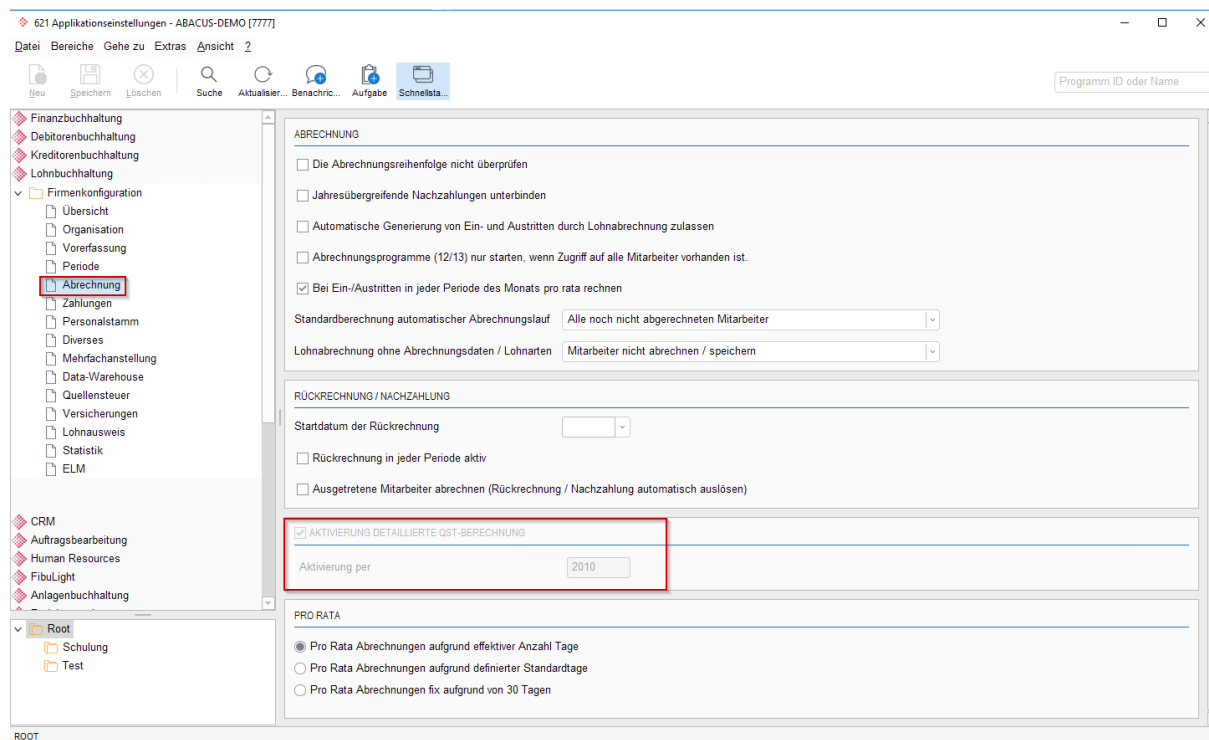 621 Applikationseinstellungen - ABACUS-DEMO [7777]
Datei Bereiche Gehe zu Extras Ansicht ?
Neu Speichern Löschen Suche Aktualisier... Benachric... Aufgabe Schnellsta...
Programm ID oder Name
Finanzbuchhaltung
Debitorenbuchhaltung
Kreditorenbuchhaltung
Lohnbuchhaltung
Firmenkonfiguration
Übersicht
Organisation
Vorerfassung
Periode
Abrechnung
Zahlungen
Personalstamm
Diverses
Mehrfachanstellung
Data-Warehouse
Quellensteuer
Versicherungen
Lohnausweis
Statistik
ELM
CRM
Auftragsbearbeitung
Human Resources
FibuLight
Anlagenbuchhaltung
Root
Schulung
Test
ABRECHNUNG
Die Abrechnungsreihenfolge nicht überprüfen
Jahresübergreifende Nachzahlungen unterbinden
Automatische Generierung von Ein- und Austritten durch Lohnabrechnung zulassen
Abrechnungsprogramme (12/13) nur starten, wenn Zugriff auf alle Mitarbeiter vorhanden ist.
Bei Ein-/Austritten in jeder Periode des Monats pro rata rechnen
Standardberechnung automatischer Abrechnungslauf Alle noch nicht abgerechneten Mitarbeiter
Lohnabrechnung ohne Abrechnungsdaten / Lohnarten Mitarbeiter nicht abrechnen / speichern
RÜCKRECHNUNG / NACHZAHLUNG
Startdatum der Rückrechnung
Rückrechnung in jeder Periode aktiv
Ausgetretene Mitarbeiter abrechnen (Rückrechnung / Nachzahlung automatisch auslösen)
AKTIVIERUNG DETAILLIERTE QST-BERECHNUNG
Aktivierung per 2010
PRO RATA
Pro Rata Abrechnungen aufgrund effektiver Anzahl Tage
Pro Rata Abrechnungen aufgrund definierter Standardtage
Pro Rata Abrechnungen fix aufgrund von 30 Tagen
ROOT